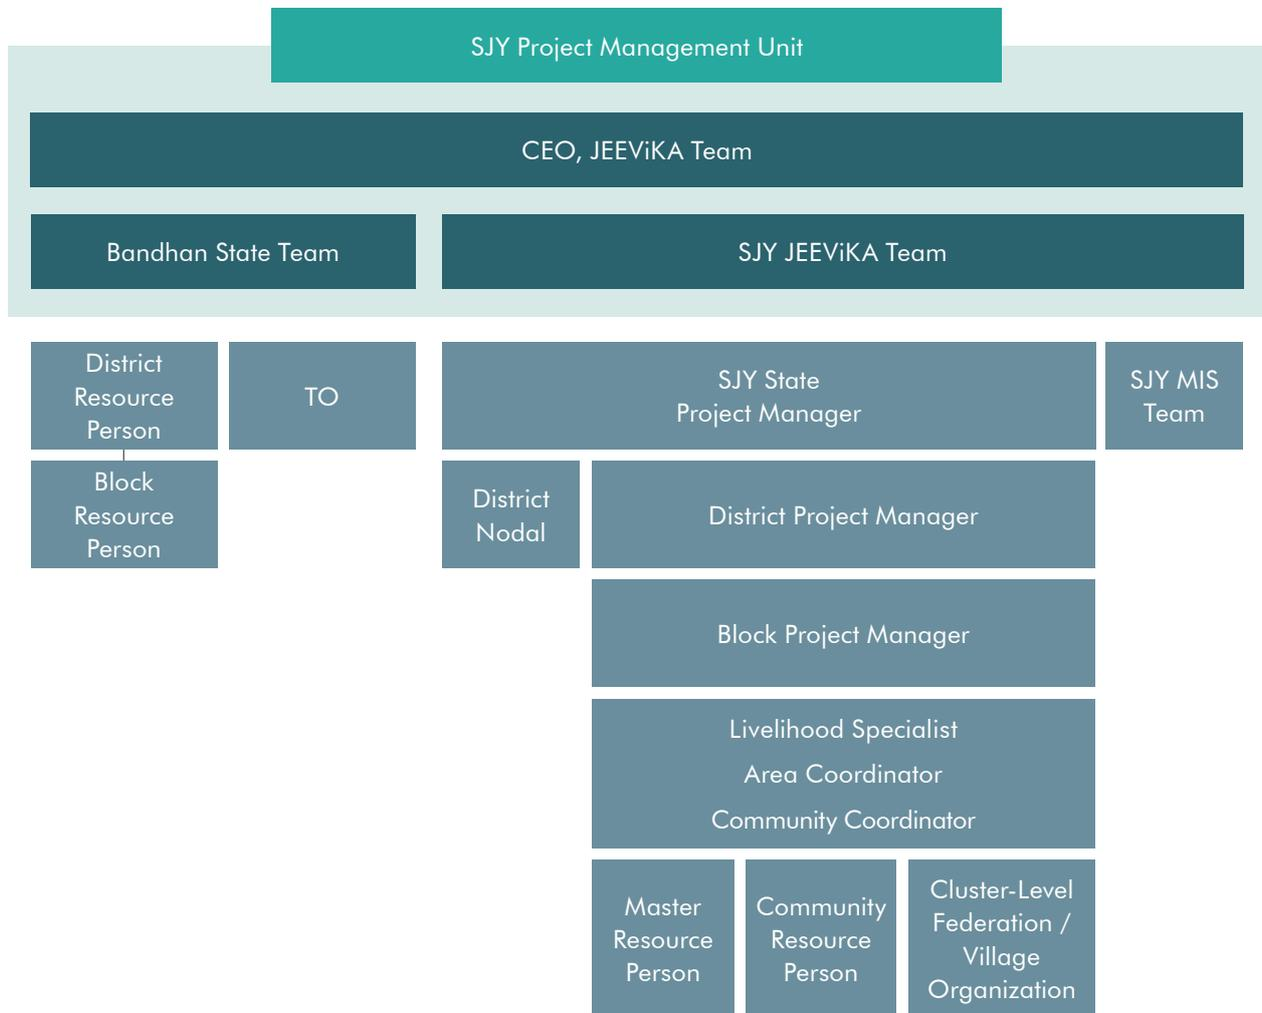 SJY Project Management Unit
CEO, JEEViKA Team
Bandhan State Team
SJY JEEViKA Team
District
Resource
Person
TO
SJY State
Project Manager
SJY MIS
Team
Block
Resource
Person
District
Nodal
District Project Manager
Block Project Manager
Livelihood Specialist
Area Coordinator
Community Coordinator
Master
Resource
Person
Community
Resource
Person
Cluster-Level
Federation /
Village
Organization